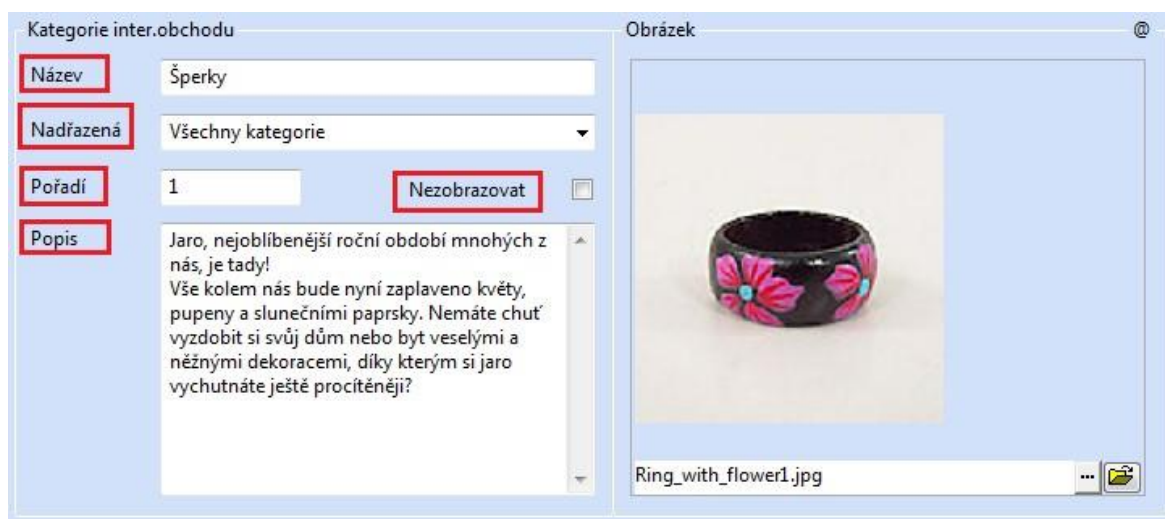 Kategorie inter.obchodu
Název
Šperky
Nadřazená
Všechny kategorie
Pořadí
1
Nezobrazovat
Popis
Jaro, nejoblíbenější roční období mnohých z
nás, je tady!
Vše kolem nás bude nyní zaplaveno květy,
pupeny a slunečními paprsky. Nemáte chuť
vyzdobit si svůj dům nebo byt veselými a
něžnými dekoracemi, díky kterým si jaro
vychutnáte ještě procítěněji?
Obrázek @
Ring_with_flower1.jpg ...